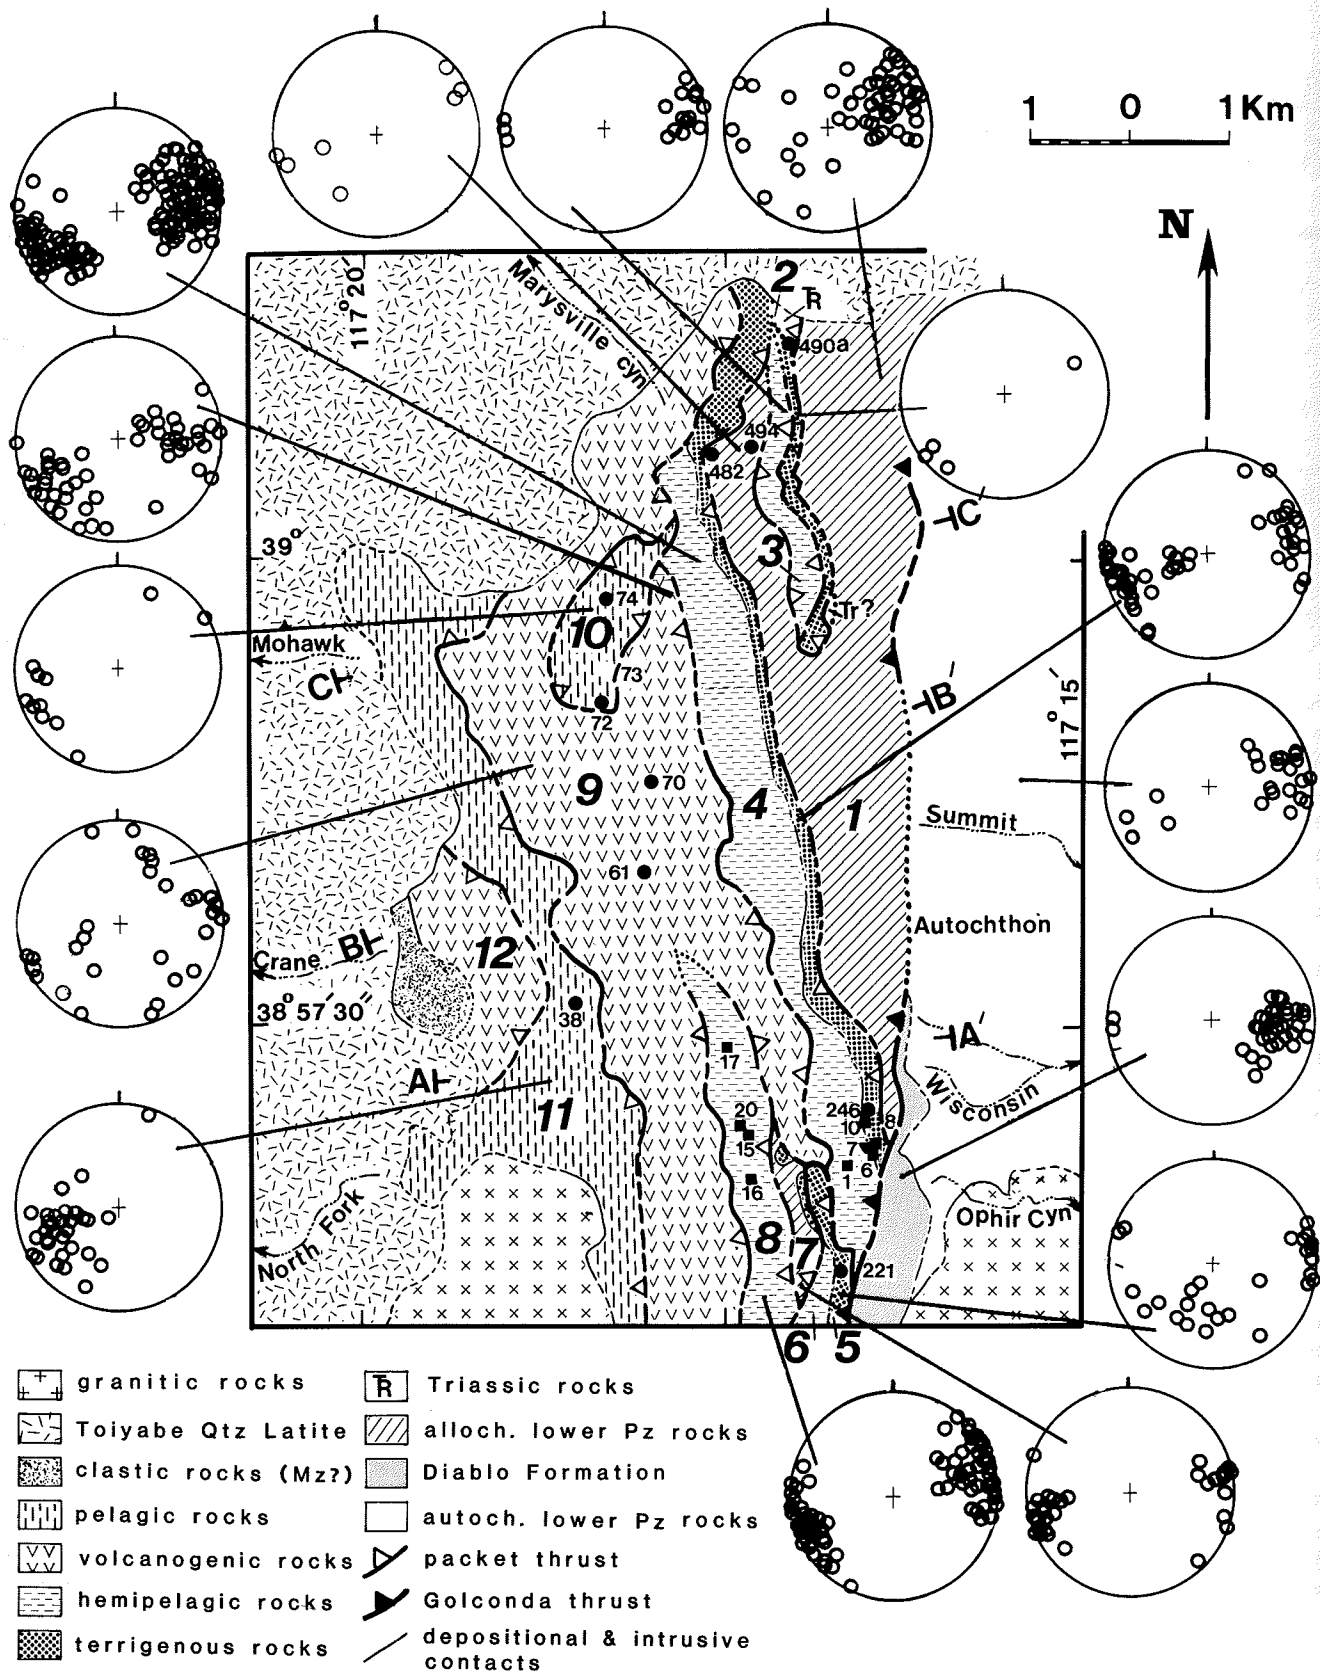 1 0 1 Km
N
117° 20
Marysville cyn
2
TR
490a
494
482
C'
39°
3
Tr?
74
10
Mohawk
C
73
72
B'
117° 15'
9
70
4
1
Summit
61
Autochthon
12
B
Crane
38° 57' 30"
38
17
A'
A
Wisconsin
11
20
15
16
246
10
8
7
6
1
North Fork
Ophir Cyn
8
7
221
6
5
granitic rocks
Toiyabe Qtz Latite
clastic rocks (Mz?)
pelagic rocks
volcanogenic rocks
hemipelagic rocks
terrigenous rocks
TR Triassic rocks
alloch. lower Pz rocks
Diablo Formation
autoch. lower Pz rocks
packet thrust
Golconda thrust
depositional & intrusive
contacts